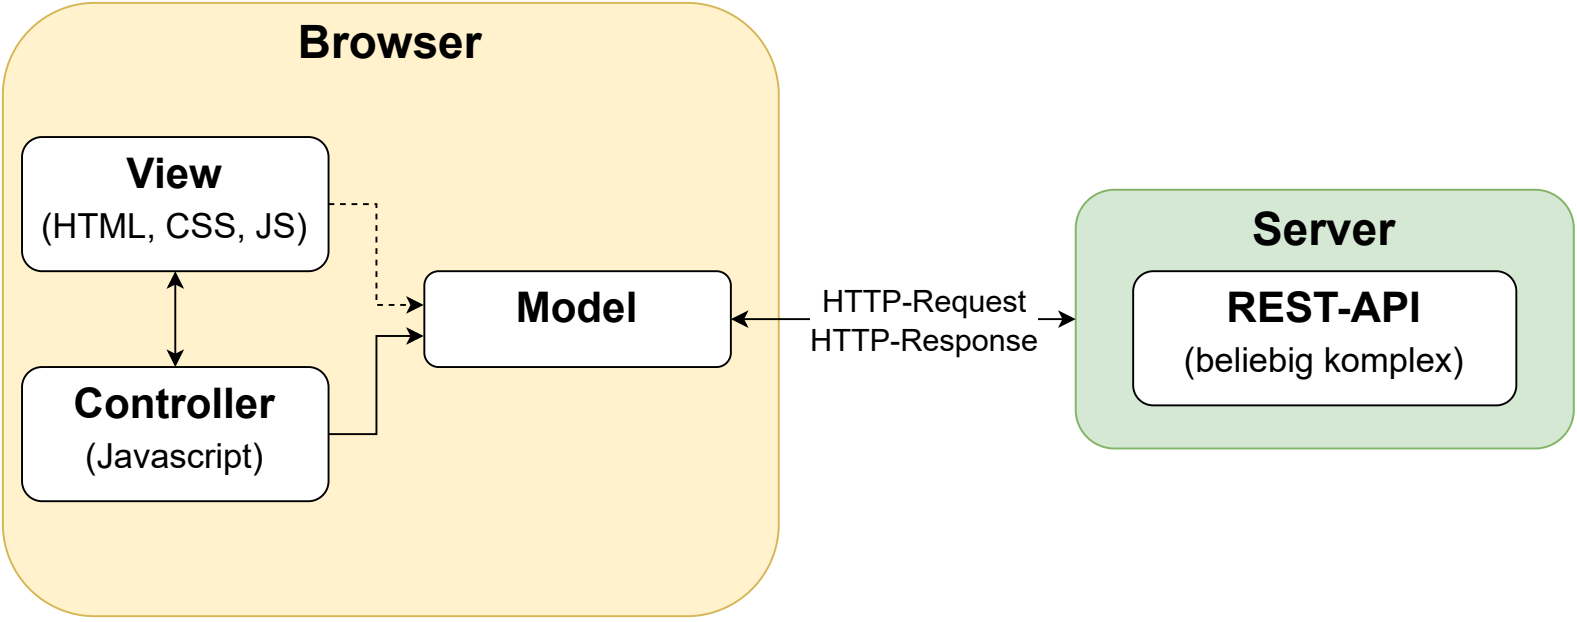 Browser
View
(HTML, CSS, JS)
Controller
(Javascript)
Model
HTTP-Request
HTTP-Response
Server
REST-API
(beliebig komplex)